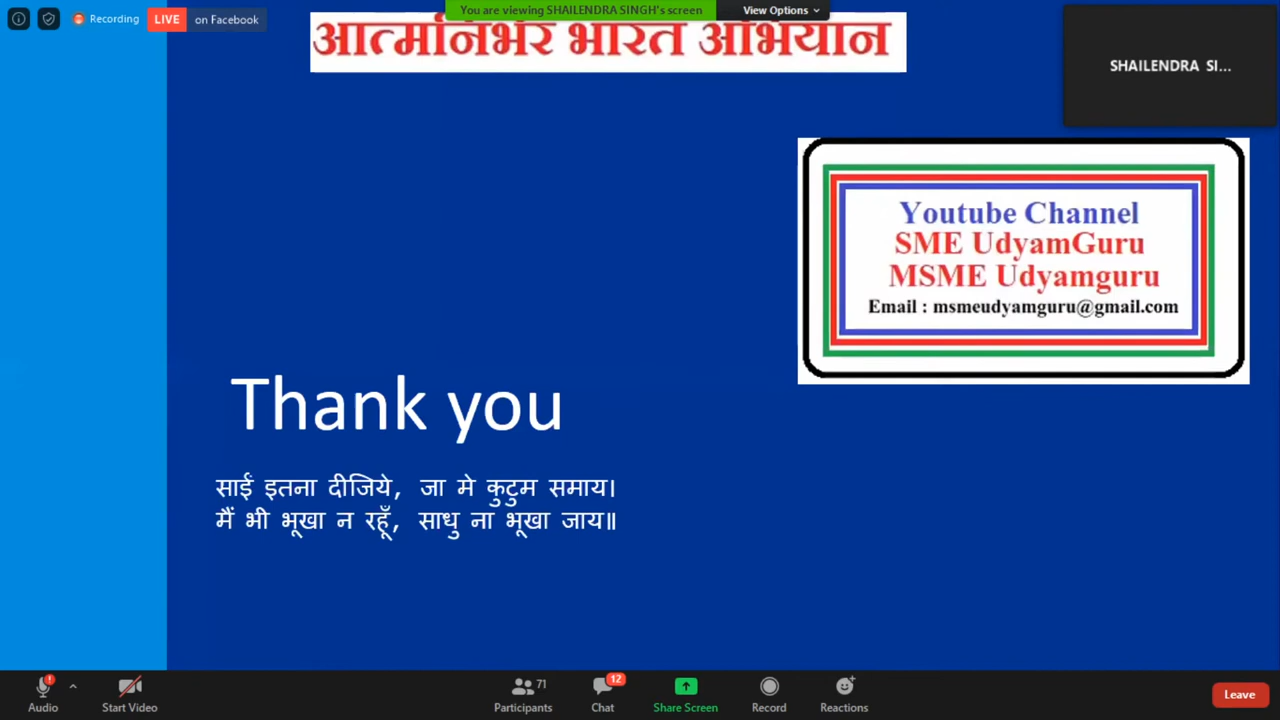 Recording LIVE on Facebook
You are viewing SHAILENDRA SINGH's screen View Options
आत्मनिर्भर भारत अभियान
SHAILENDRA SI...
Youtube Channel
SME UdyamGuru
MSME Udyamguru
Email : msmeudyamguru@gmail.com
Thank you
साईं इतना दीजिये, जा मे कुटुम समाय।
मैं भी भूखा न रहूँ, साधु ना भूखा जाय॥
71 12
Audio Start Video Participants Chat Share Screen Record Reactions Leave